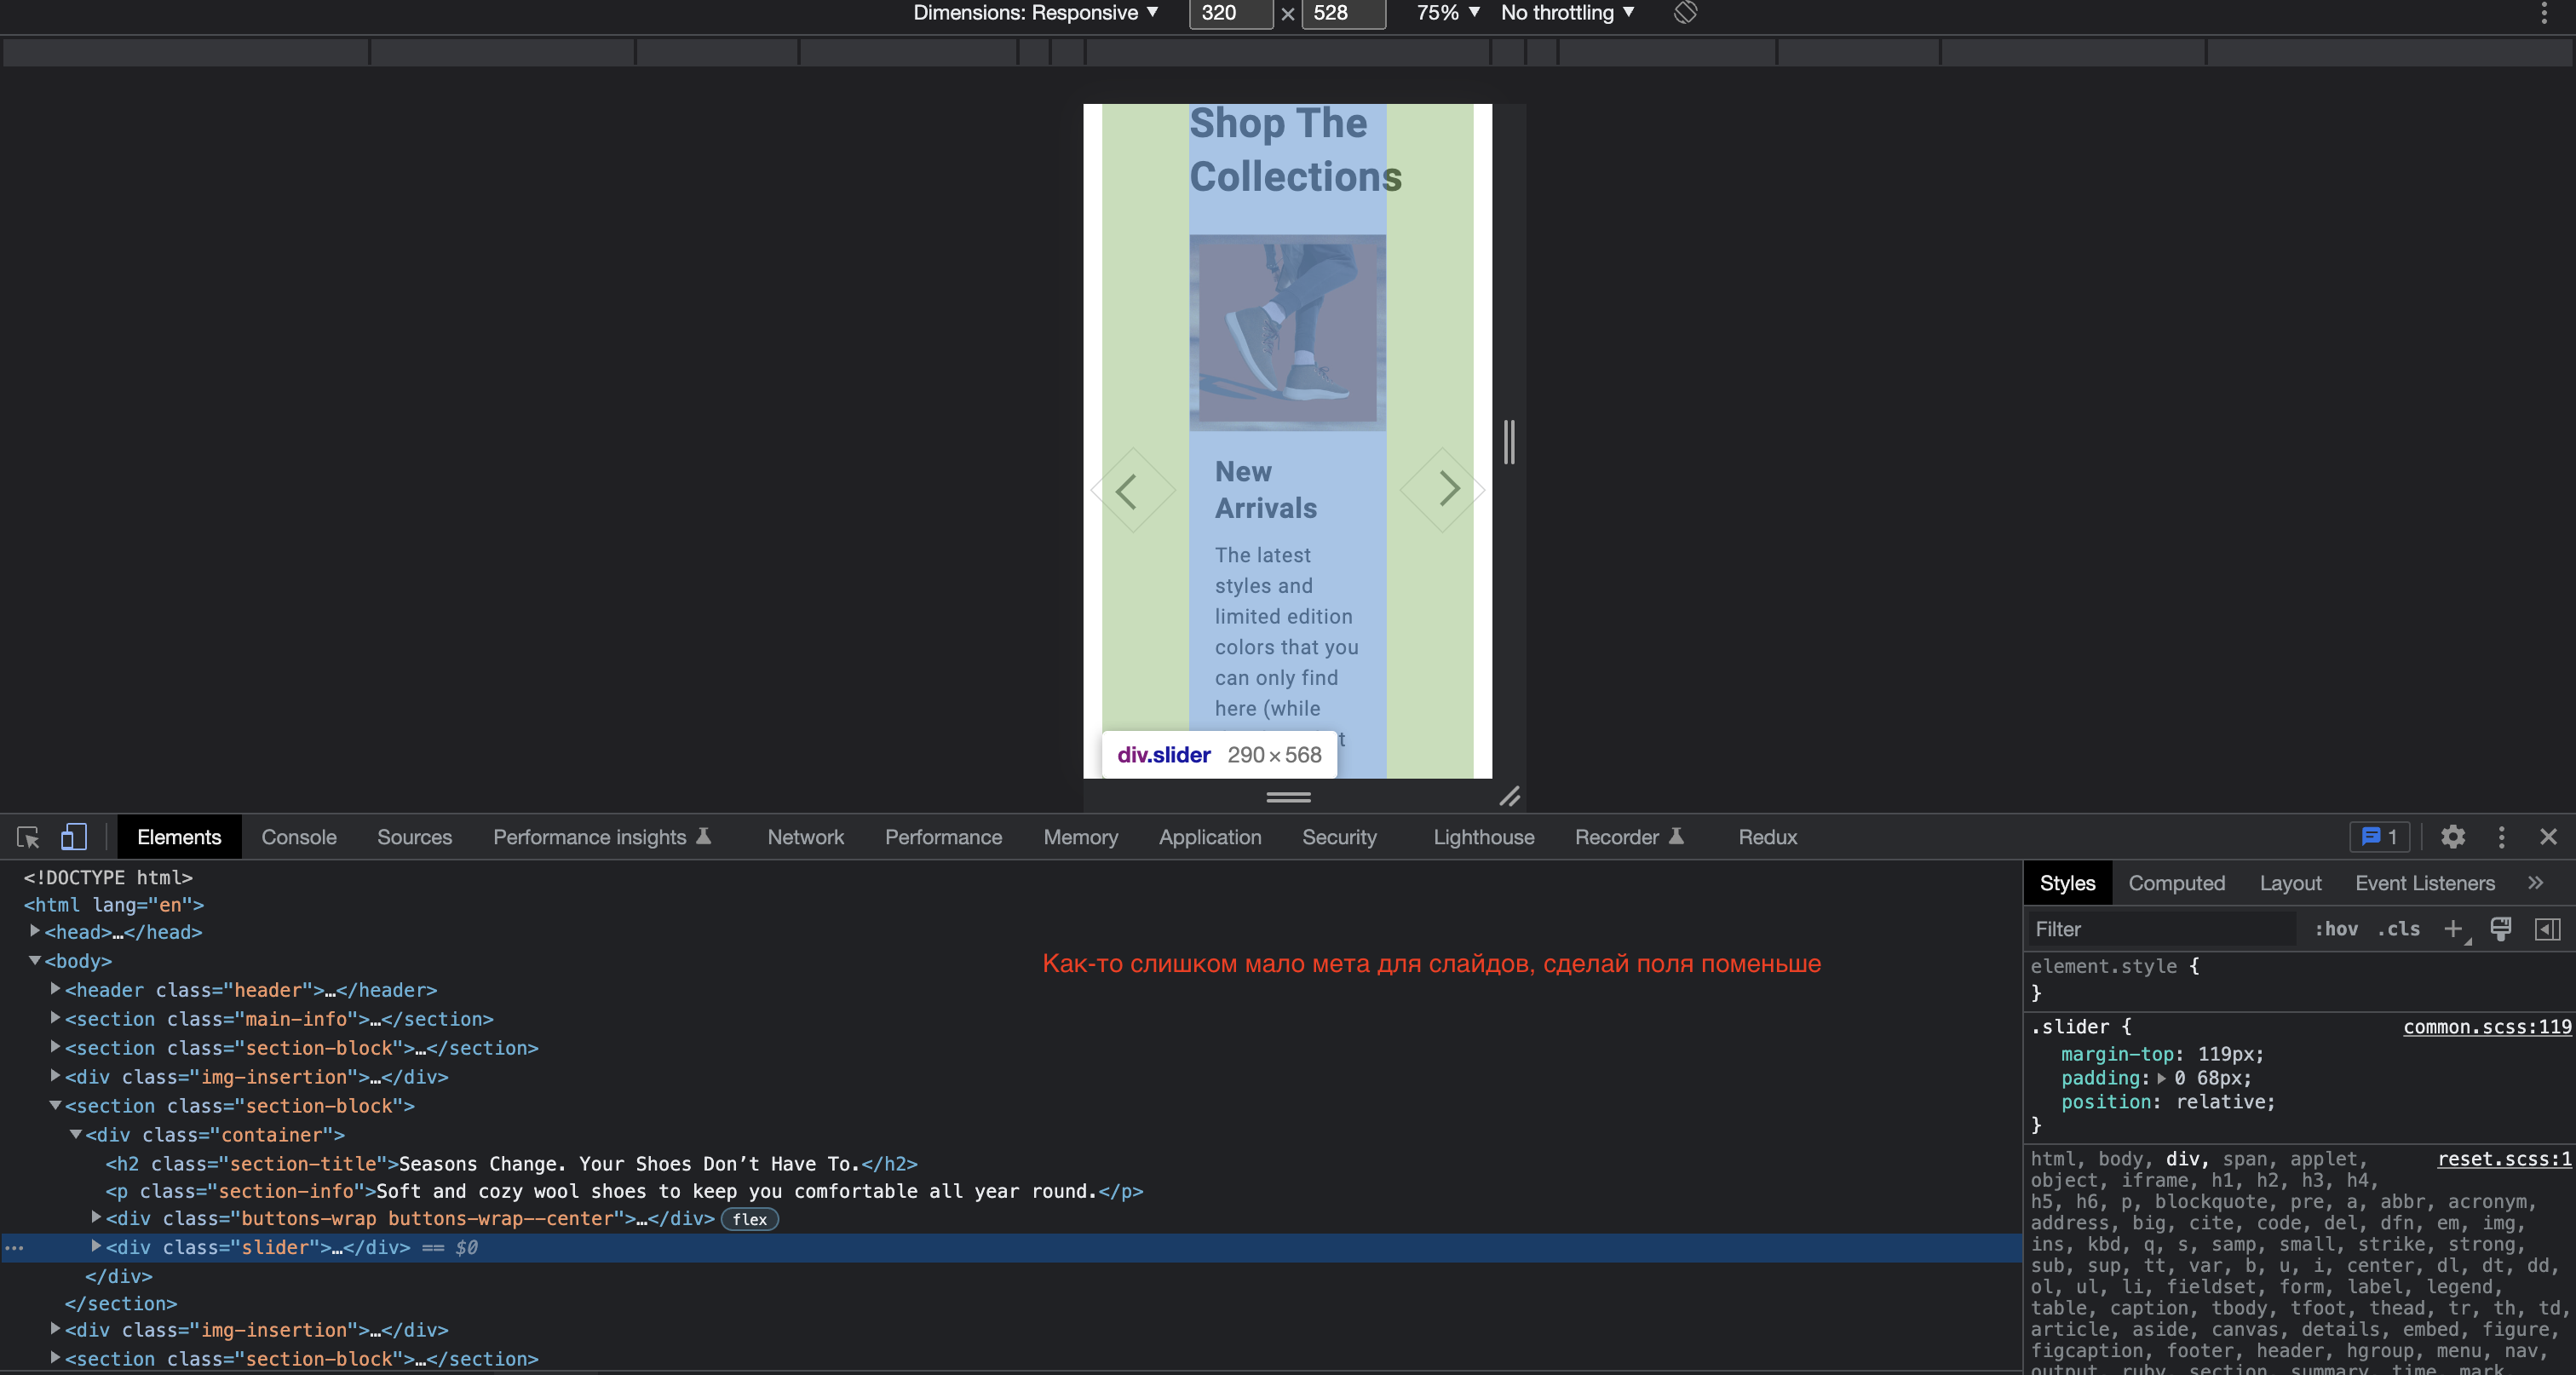 Dimensions: Responsive ▼ 320 × 528 75% ▼ No throttling ▼
Shop The
Collections
New
Arrivals
The latest
styles and
limited edition
colors that you
can only find
here (while
t
div.slider 290 × 568
Elements Console Sources Performance insights Network Performance Memory Application Security Lighthouse Recorder Redux 1
<!DOCTYPE html>
<html lang="en">
<head>…</head>
<body>
<header class="header">…</header>
<section class="main-info">…</section>
<section class="section-block">…</section>
<div class="img-insertion">…</div>
<section class="section-block">
<div class="container">
<h2 class="section-title">Seasons Change. Your Shoes Don’t Have To.</h2>
<p class="section-info">Soft and cozy wool shoes to keep you comfortable all year round.</p>
<div class="buttons-wrap buttons-wrap--center">…</div> flex
<div class="slider">…</div> == $0
</div>
</section>
<div class="img-insertion">…</div>
<section class="section-block">…</section>
Как-то слишком мало мета для слайдов, сделай поля поменьше
Styles Computed Layout Event Listeners »
Filter :hov .cls +
element.style {
}
.slider { common.scss:119
margin-top: 119px;
padding: 0 68px;
position: relative;
}
html, body, div, span, applet, reset.scss:1
object, iframe, h1, h2, h3, h4,
h5, h6, p, blockquote, pre, a, abbr, acronym,
address, big, cite, code, del, dfn, em, img,
ins, kbd, q, s, samp, small, strike, strong,
sub, sup, tt, var, b, u, i, center, dl, dt, dd,
ol, ul, li, fieldset, form, label, legend,
table, caption, tbody, tfoot, thead, tr, th, td,
article, aside, canvas, details, embed, figure,
figcaption, footer, header, hgroup, menu, nav,
output, ruby, section, summary, time, mark,